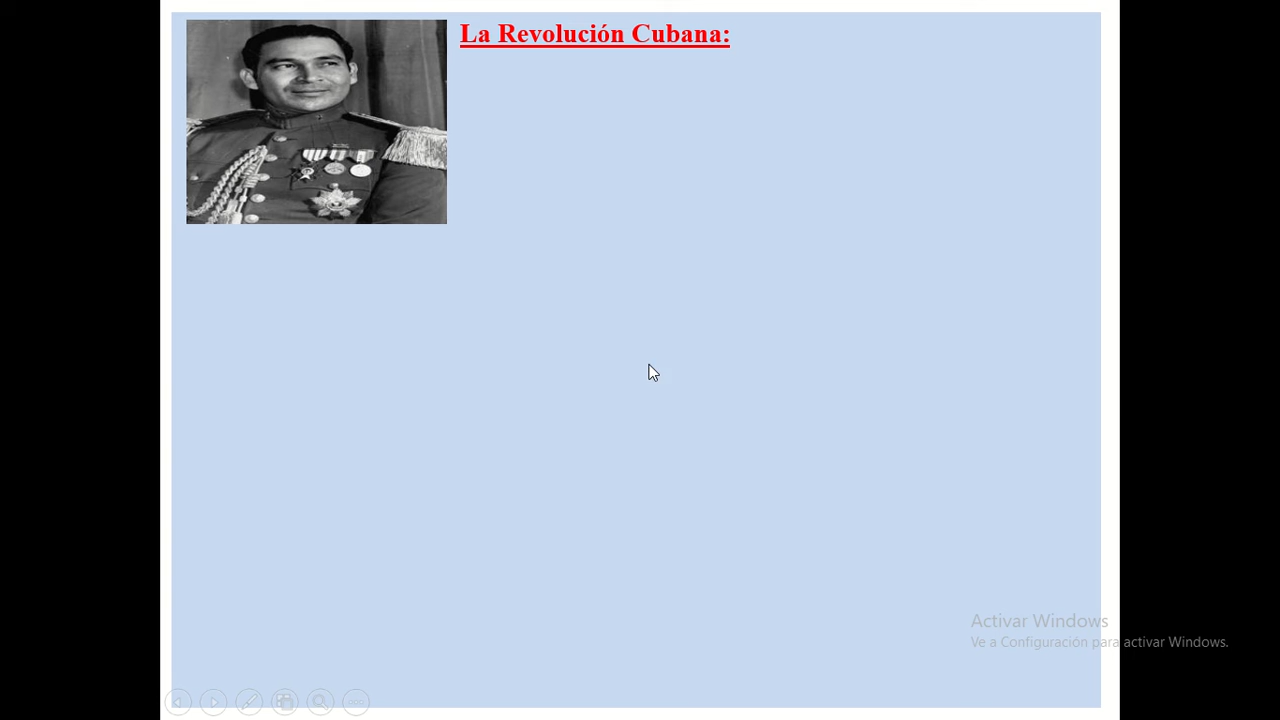 La Revolución Cubana:
Activar Windows
Ve a Configuración para activar Windows.